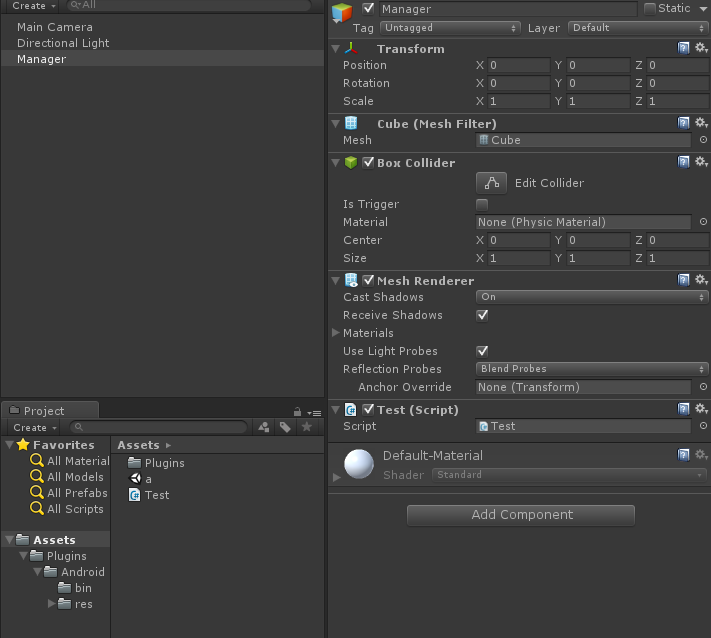 Create
All
Main Camera
Directional Light
Manager
Project
Create
Favorites
All Material
All Models
All Prefabs
All Scripts
Assets
Plugins
Android
bin
res
Assets
Plugins
a
Test
Manager
Static
Tag Untagged Layer Default
Transform
Position X 0 Y 0 Z 0
Rotation X 0 Y 0 Z 0
Scale X 1 Y 1 Z 1
Cube (Mesh Filter)
Mesh Cube
Box Collider
Edit Collider
Is Trigger
Material None (Physic Material)
Center X 0 Y 0 Z 0
Size X 1 Y 1 Z 1
Mesh Renderer
Cast Shadows On
Receive Shadows
Materials
Use Light Probes
Reflection Probes Blend Probes
Anchor Override None (Transform)
Test (Script)
Script Test
Default-Material
Shader Standard
Add Component